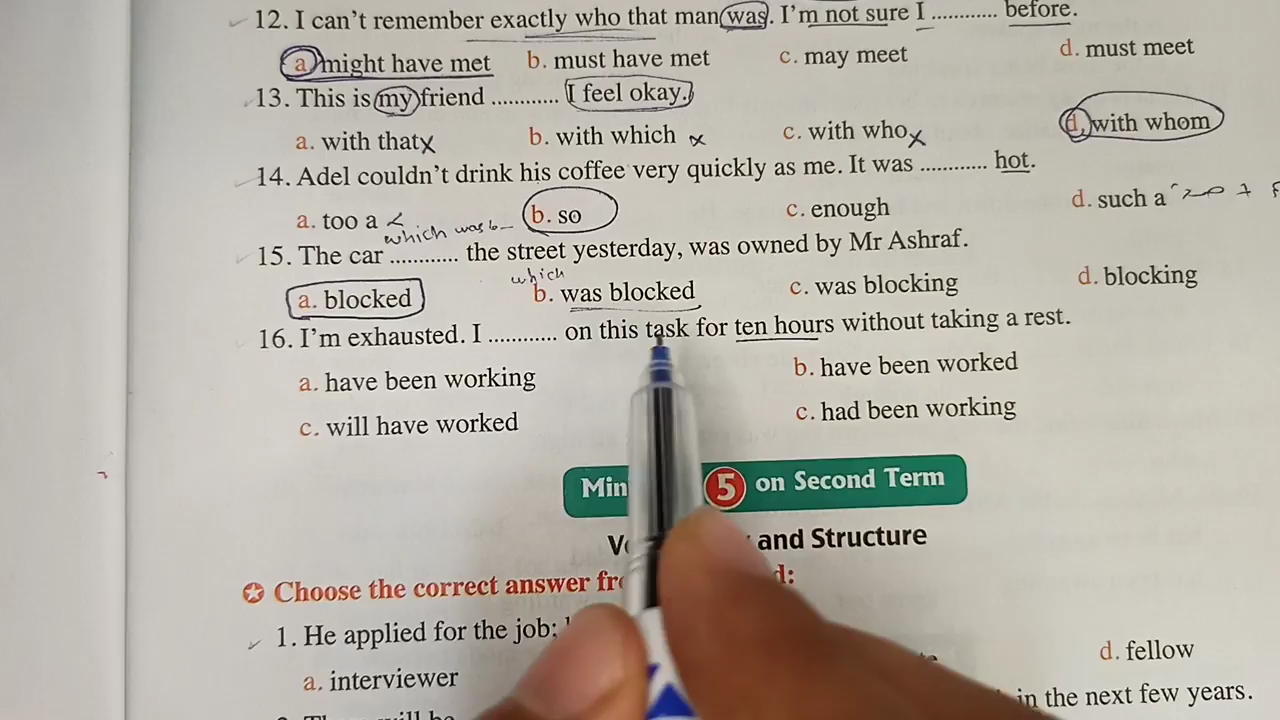 12. I can't remember exactly who that man was. I'm not sure I ............ before.
a. might have met b. must have met c. may meet d. must meet
13. This is my friend ............ I feel okay.
a. with that x b. with which x c. with who x d. with whom
14. Adel couldn't drink his coffee very quickly as me. It was ............ hot.
a. too a b. so c. enough d. such a
which was
15. The car ............ the street yesterday, was owned by Mr Ashraf.
which
a. blocked b. was blocked c. was blocking d. blocking
16. I'm exhausted. I ............ on this task for ten hours without taking a rest.
a. have been working b. have been worked
c. will have worked c. had been working
5 on Second Term
and Structure
Choose the correct answer
1. He applied for the job;
a. interviewer d. fellow
in the next few years.